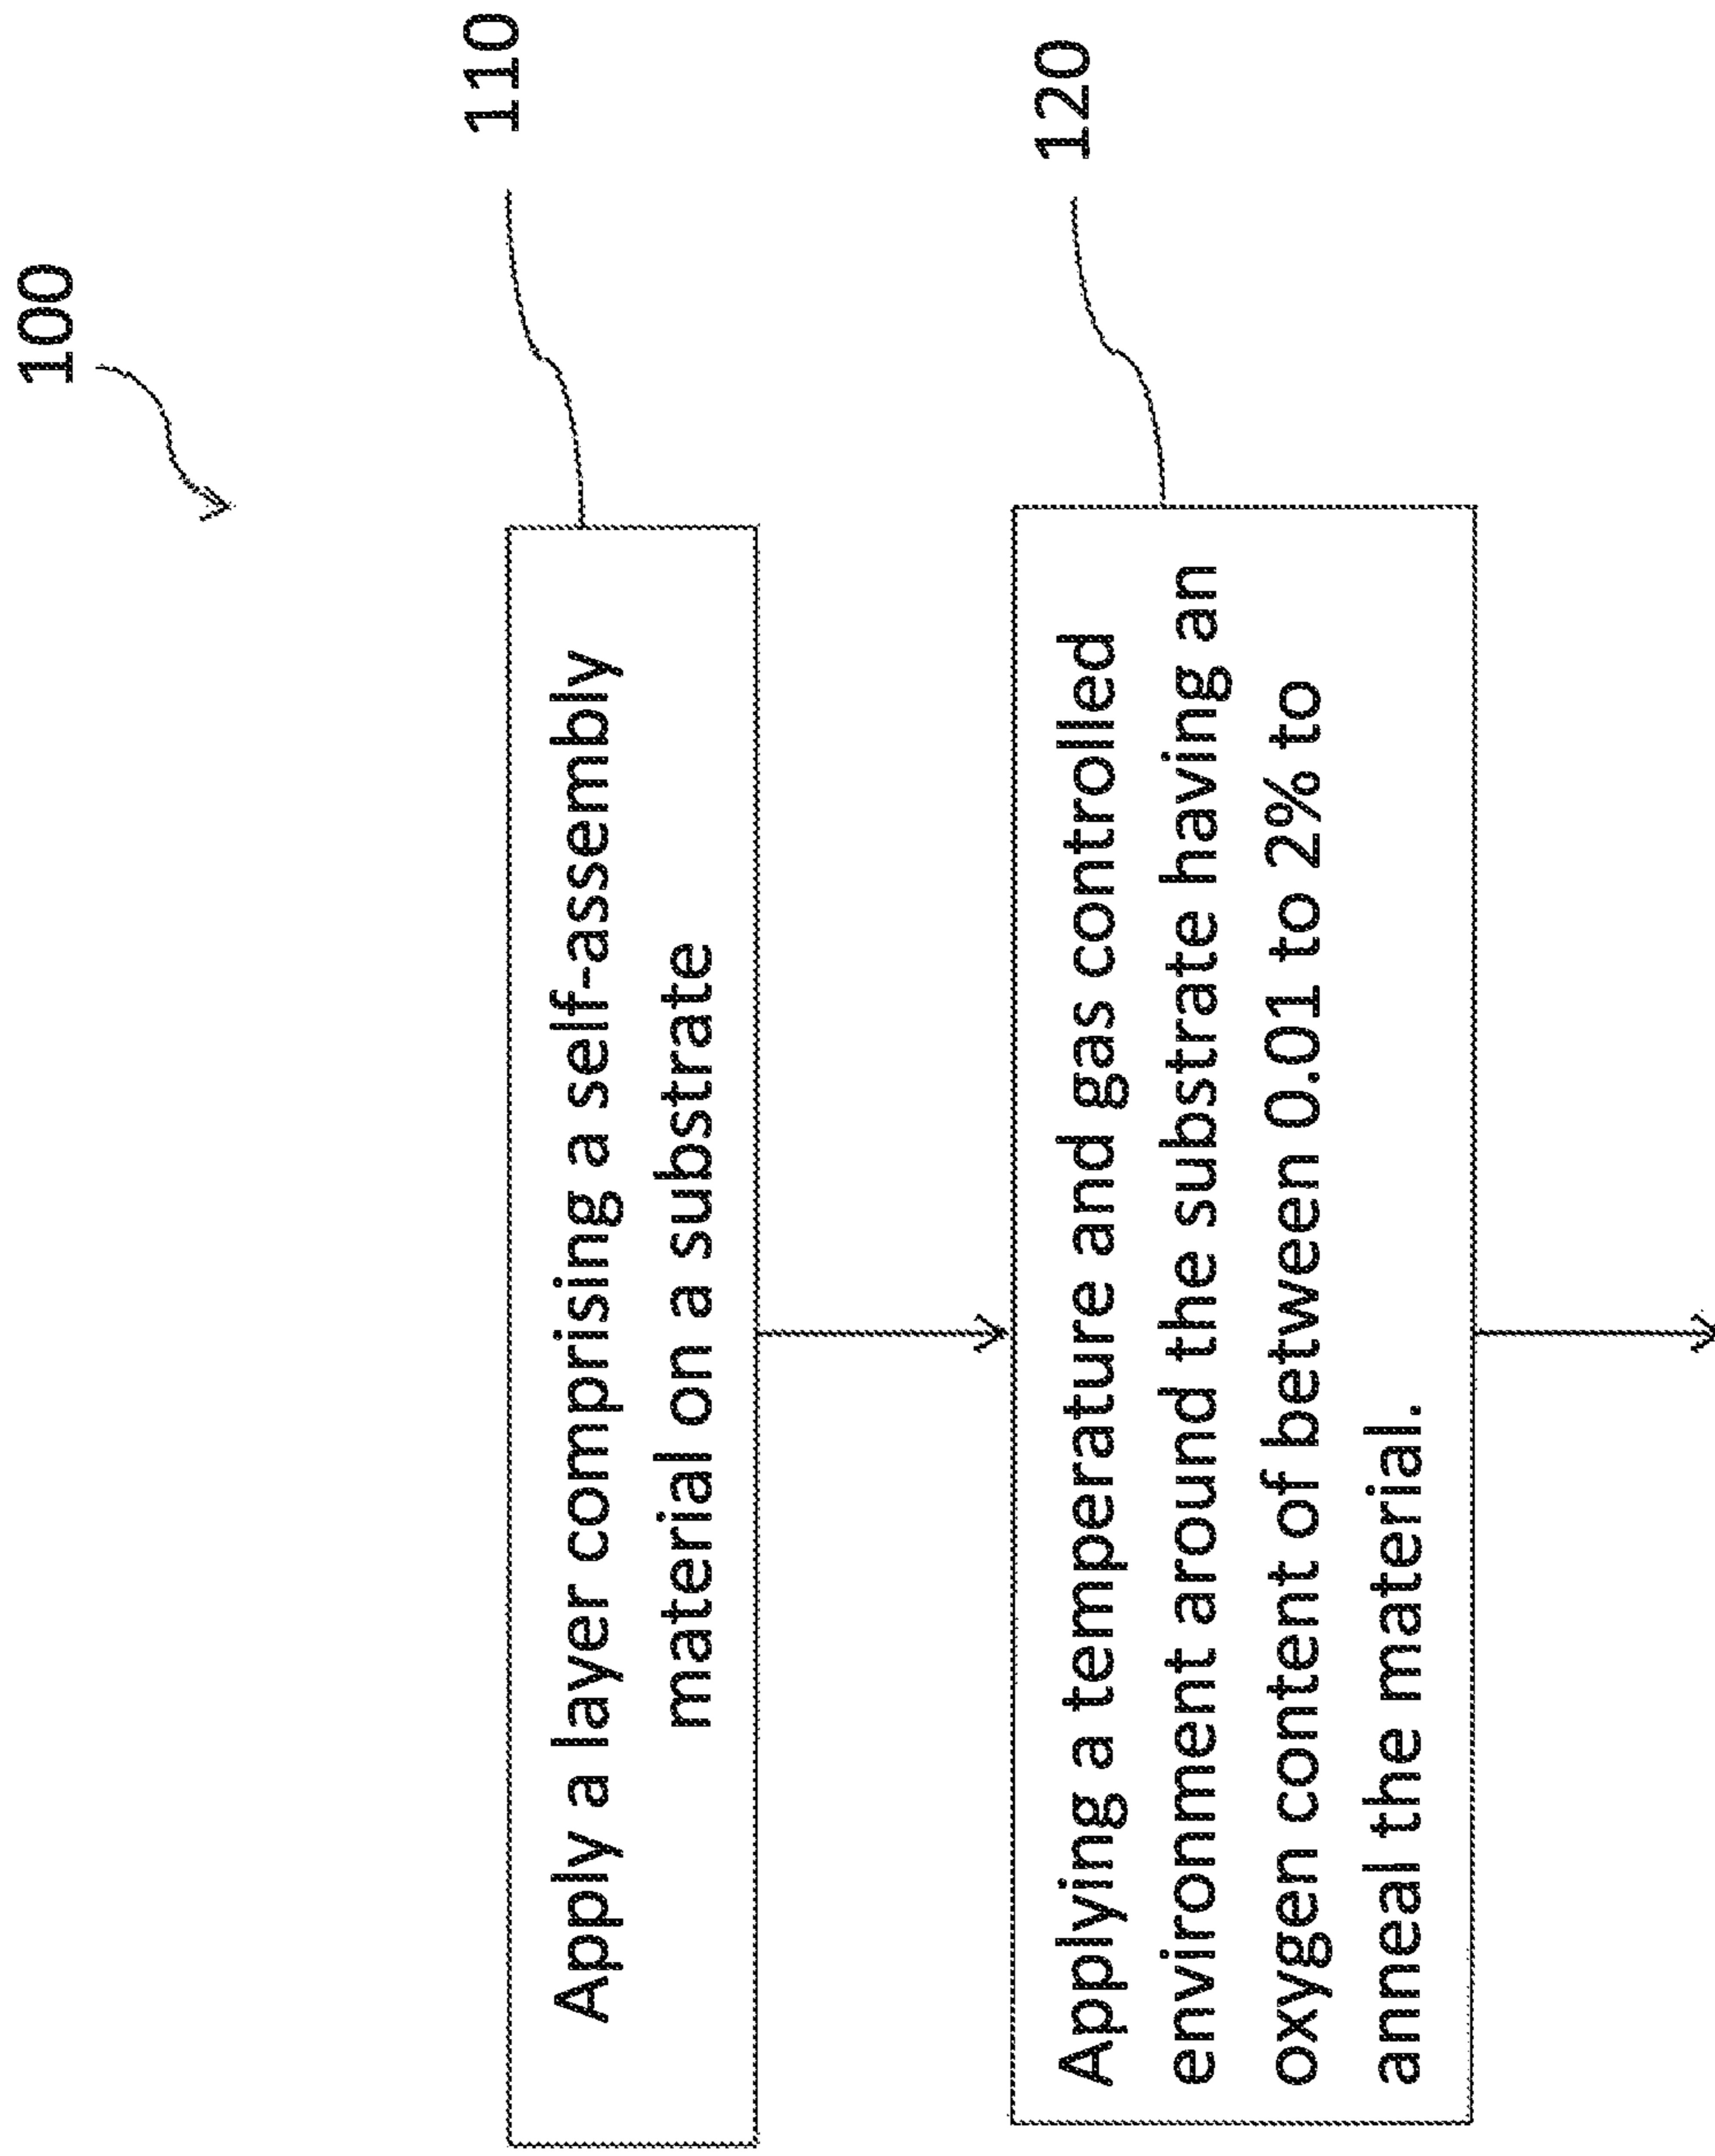 100
Apply a layer comprising a self-assembly
material on a substrate
110
Applying a temperature and gas controlled
environment around the substrate having an
oxygen content of between 0.01 to 2% to
anneal the material.
120